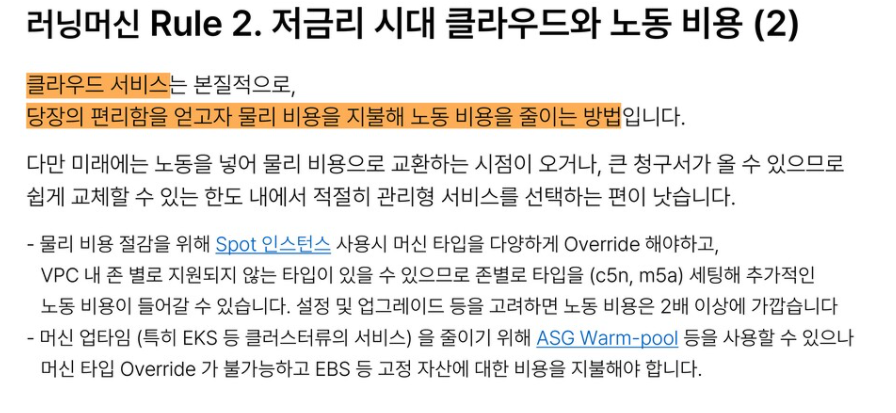 러닝머신 Rule 2. 저금리 시대 클라우드와 노동 비용 (2)
클라우드 서비스는 본질적으로,
당장의 편리함을 얻고자 물리 비용을 지불해 노동 비용을 줄이는 방법입니다.
다만 미래에는 노동을 넣어 물리 비용으로 교환하는 시점이 오거나, 큰 청구서가 올 수 있으므로
쉽게 교체할 수 있는 한도 내에서 적절히 관리형 서비스를 선택하는 편이 낫습니다.
- 물리 비용 절감을 위해 Spot 인스턴스 사용시 머신 타입을 다양하게 Override 해야하고,
VPC 내 존 별로 지원되지 않는 타입이 있을 수 있으므로 존별로 타입을 (c5n, m5a) 세팅해 추가적인
노동 비용이 들어갈 수 있습니다. 설정 및 업그레이드 등을 고려하면 노동 비용은 2배 이상에 가깝습니다
- 머신 업타임 (특히 EKS 등 클러스터류의 서비스) 을 줄이기 위해 ASG Warm-pool 등을 사용할 수 있으나
머신 타입 Override 가 불가능하고 EBS 등 고정 자산에 대한 비용을 지불해야 합니다.